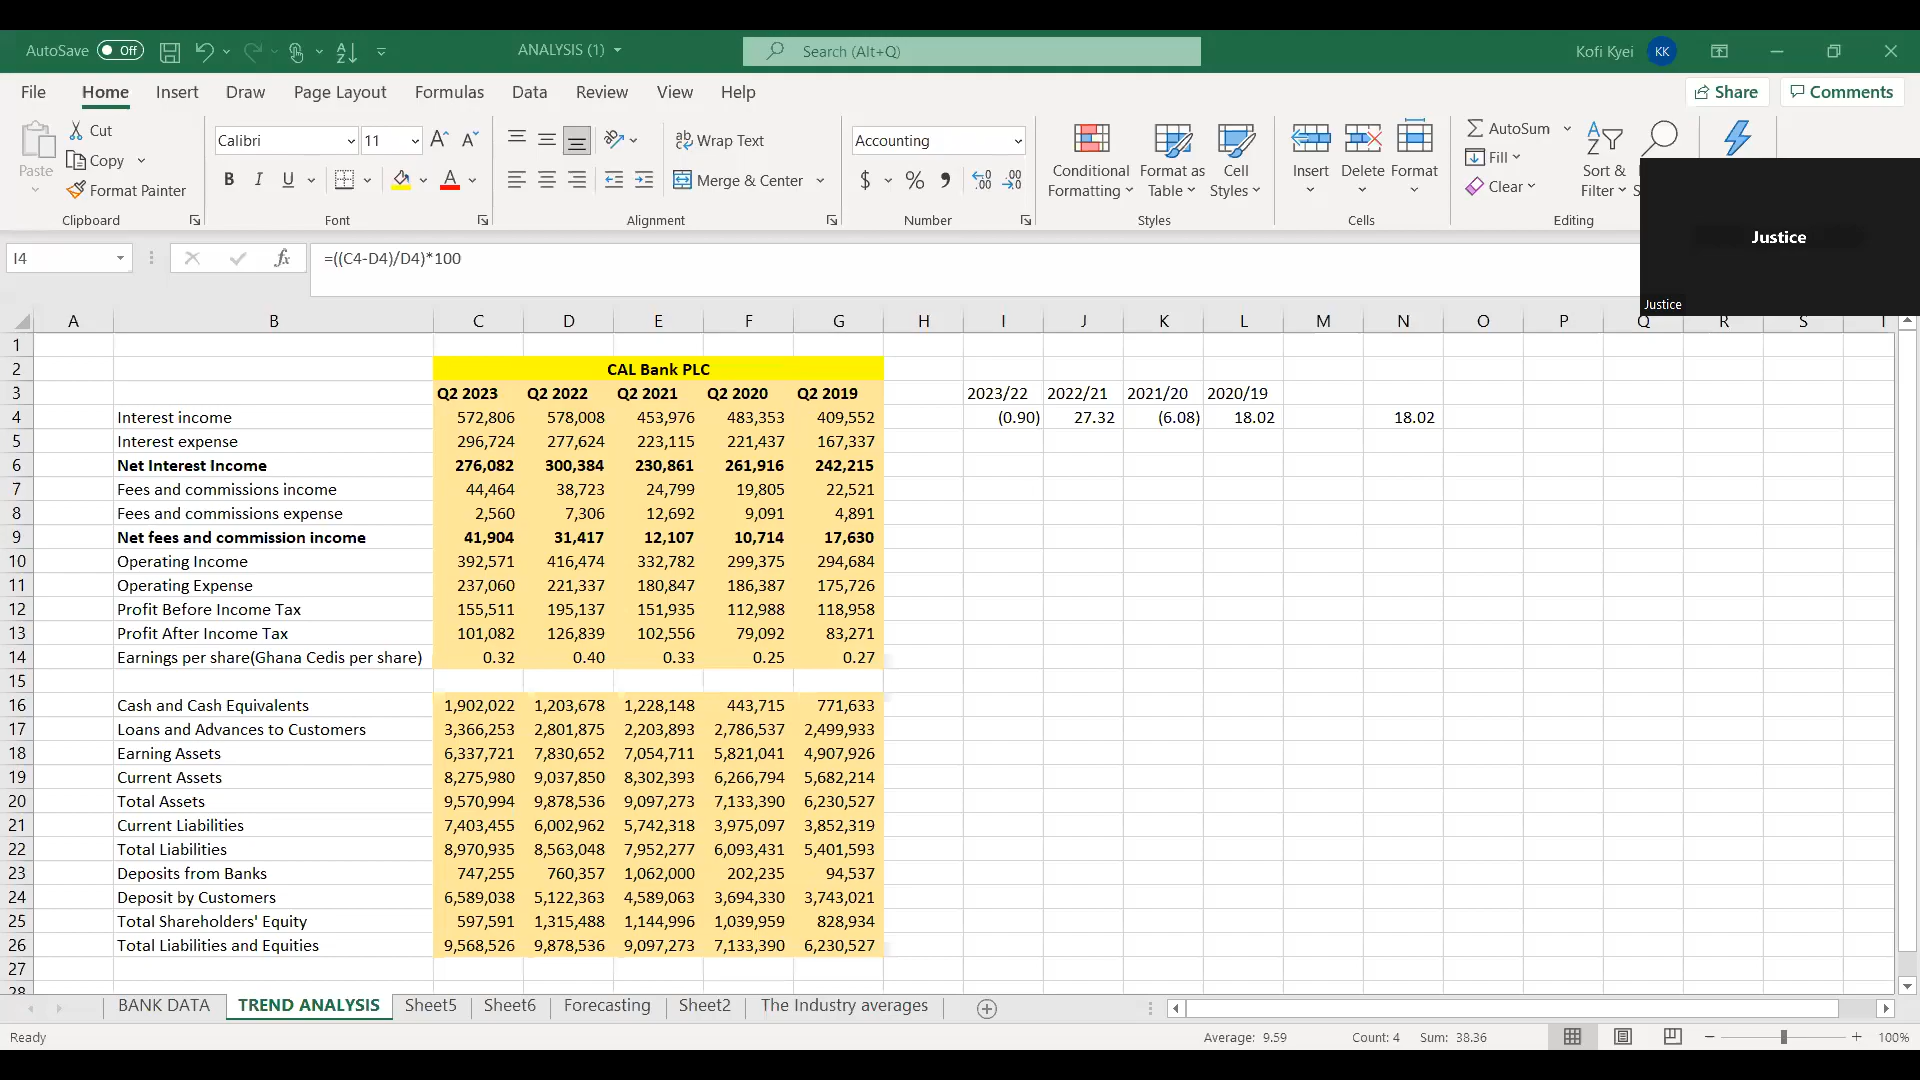 AutoSave Off ANALYSIS (1) Search (Alt+Q) Kofi Kyei KK
File Home Insert Draw Page Layout Formulas Data Review View Help Share Comments
Paste Cut Copy Format Painter Clipboard
Calibri 11 B I U Font
Wrap Text Merge & Center Alignment
Accounting $ % Number
Conditional Formatting Format as Table Cell Styles Styles
Insert Delete Format Cells
AutoSum Fill Clear Sort & Filter Editing
Justice
Justice
I4 fx =((C4-D4)/D4)*100
A B C D E F G H I J K L M N O P Q R S
1
2 CAL Bank PLC
3 Q2 2023 Q2 2022 Q2 2021 Q2 2020 Q2 2019 2023/22 2022/21 2021/20 2020/19
4 Interest income 572,806 578,008 453,976 483,353 409,552 (0.90) 27.32 (6.08) 18.02 18.02
5 Interest expense 296,724 277,624 223,115 221,437 167,337
6 Net Interest Income 276,082 300,384 230,861 261,916 242,215
7 Fees and commissions income 44,464 38,723 24,799 19,805 22,521
8 Fees and commissions expense 2,560 7,306 12,692 9,091 4,891
9 Net fees and commission income 41,904 31,417 12,107 10,714 17,630
10 Operating Income 392,571 416,474 332,782 299,375 294,684
11 Operating Expense 237,060 221,337 180,847 186,387 175,726
12 Profit Before Income Tax 155,511 195,137 151,935 112,988 118,958
13 Profit After Income Tax 101,082 126,839 102,556 79,092 83,271
14 Earnings per share(Ghana Cedis per share) 0.32 0.40 0.33 0.25 0.27
15
16 Cash and Cash Equivalents 1,902,022 1,203,678 1,228,148 443,715 771,633
17 Loans and Advances to Customers 3,366,253 2,801,875 2,203,893 2,786,537 2,499,933
18 Earning Assets 6,337,721 7,830,652 7,054,711 5,821,041 4,907,926
19 Current Assets 8,275,980 9,037,850 8,302,393 6,266,794 5,682,214
20 Total Assets 9,570,994 9,878,536 9,097,273 7,133,390 6,230,527
21 Current Liabilities 7,403,455 6,002,962 5,742,318 3,975,097 3,852,319
22 Total Liabilities 8,970,935 8,563,048 7,952,277 6,093,431 5,401,593
23 Deposits from Banks 747,255 760,357 1,062,000 202,235 94,537
24 Deposit by Customers 6,589,038 5,122,363 4,589,063 3,694,330 3,743,021
25 Total Shareholders' Equity 597,591 1,315,488 1,144,996 1,039,959 828,934
26 Total Liabilities and Equities 9,568,526 9,878,536 9,097,273 7,133,390 6,230,527
27
28
BANK DATA TREND ANALYSIS Sheet5 Sheet6 Forecasting Sheet2 The Industry averages
Ready Average: 9.59 Count: 4 Sum: 38.36 100%